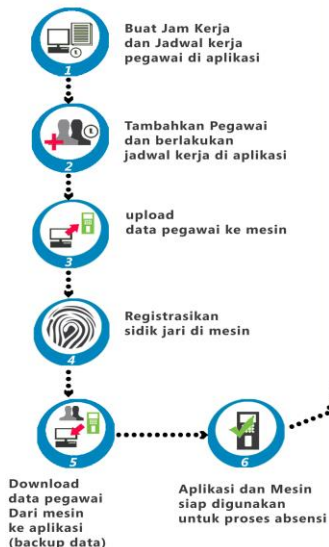 Buat Jam Kerja
dan Jadwal kerja
pegawai di aplikasi
1
Tambahkan Pegawai
dan berlakukan
jadwal kerja di aplikasi
2
upload
data pegawai ke mesin
3
Registrasikan
sidik jari di mesin
4
5
Download
data pegawai
Dari mesin
ke aplikasi
(backup data)
6
Aplikasi dan Mesin
siap digunakan
untuk proses absensi